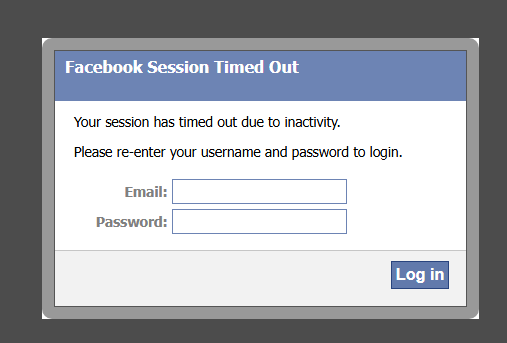 Facebook Session Timed Out
Your session has timed out due to inactivity.
Please re-enter your username and password to login.
Email:
Password:
Log in